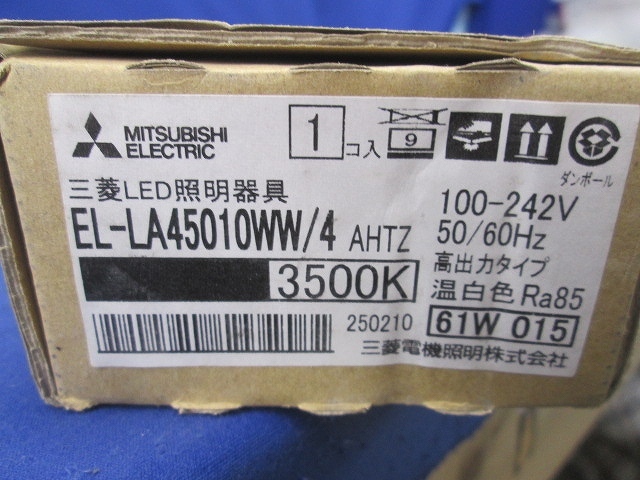 MITSUBISHI
ELECTRIC
1 コ入
9
ダンボール
三菱LED照明器具
EL-LA45010WW/4 AHTZ
3500K
250210
100-242V
50/60Hz
高出力タイプ
温白色 Ra85
61W 015
三菱電機照明株式会社